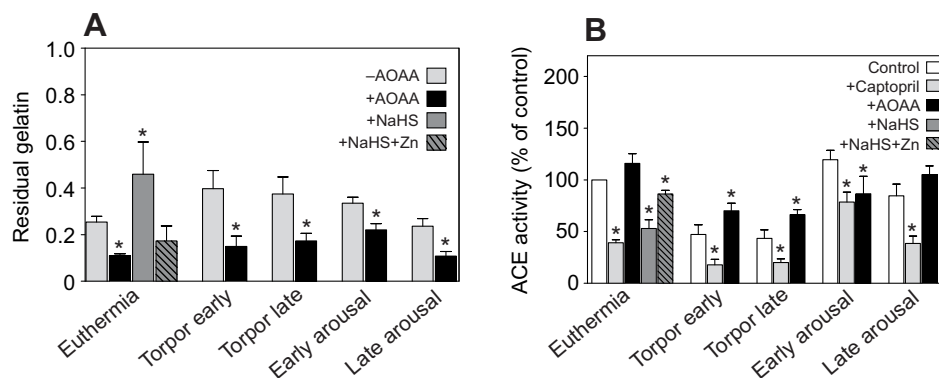 A
Residual gelatin
1.0
0.8
0.6
0.4
0.2
0
–AOAA
+AOAA
+NaHS
+NaHS+Zn
*
*
*
*
*
*
Euthermia
Torpor early
Torpor late
Early arousal
Late arousal
B
ACE activity (% of control)
200
150
100
50
0
Control
+Captopril
+AOAA
+NaHS
+NaHS+Zn
*
*
*
*
*
*
*
*
*
*
Euthermia
Torpor early
Torpor late
Early arousal
Late arousal